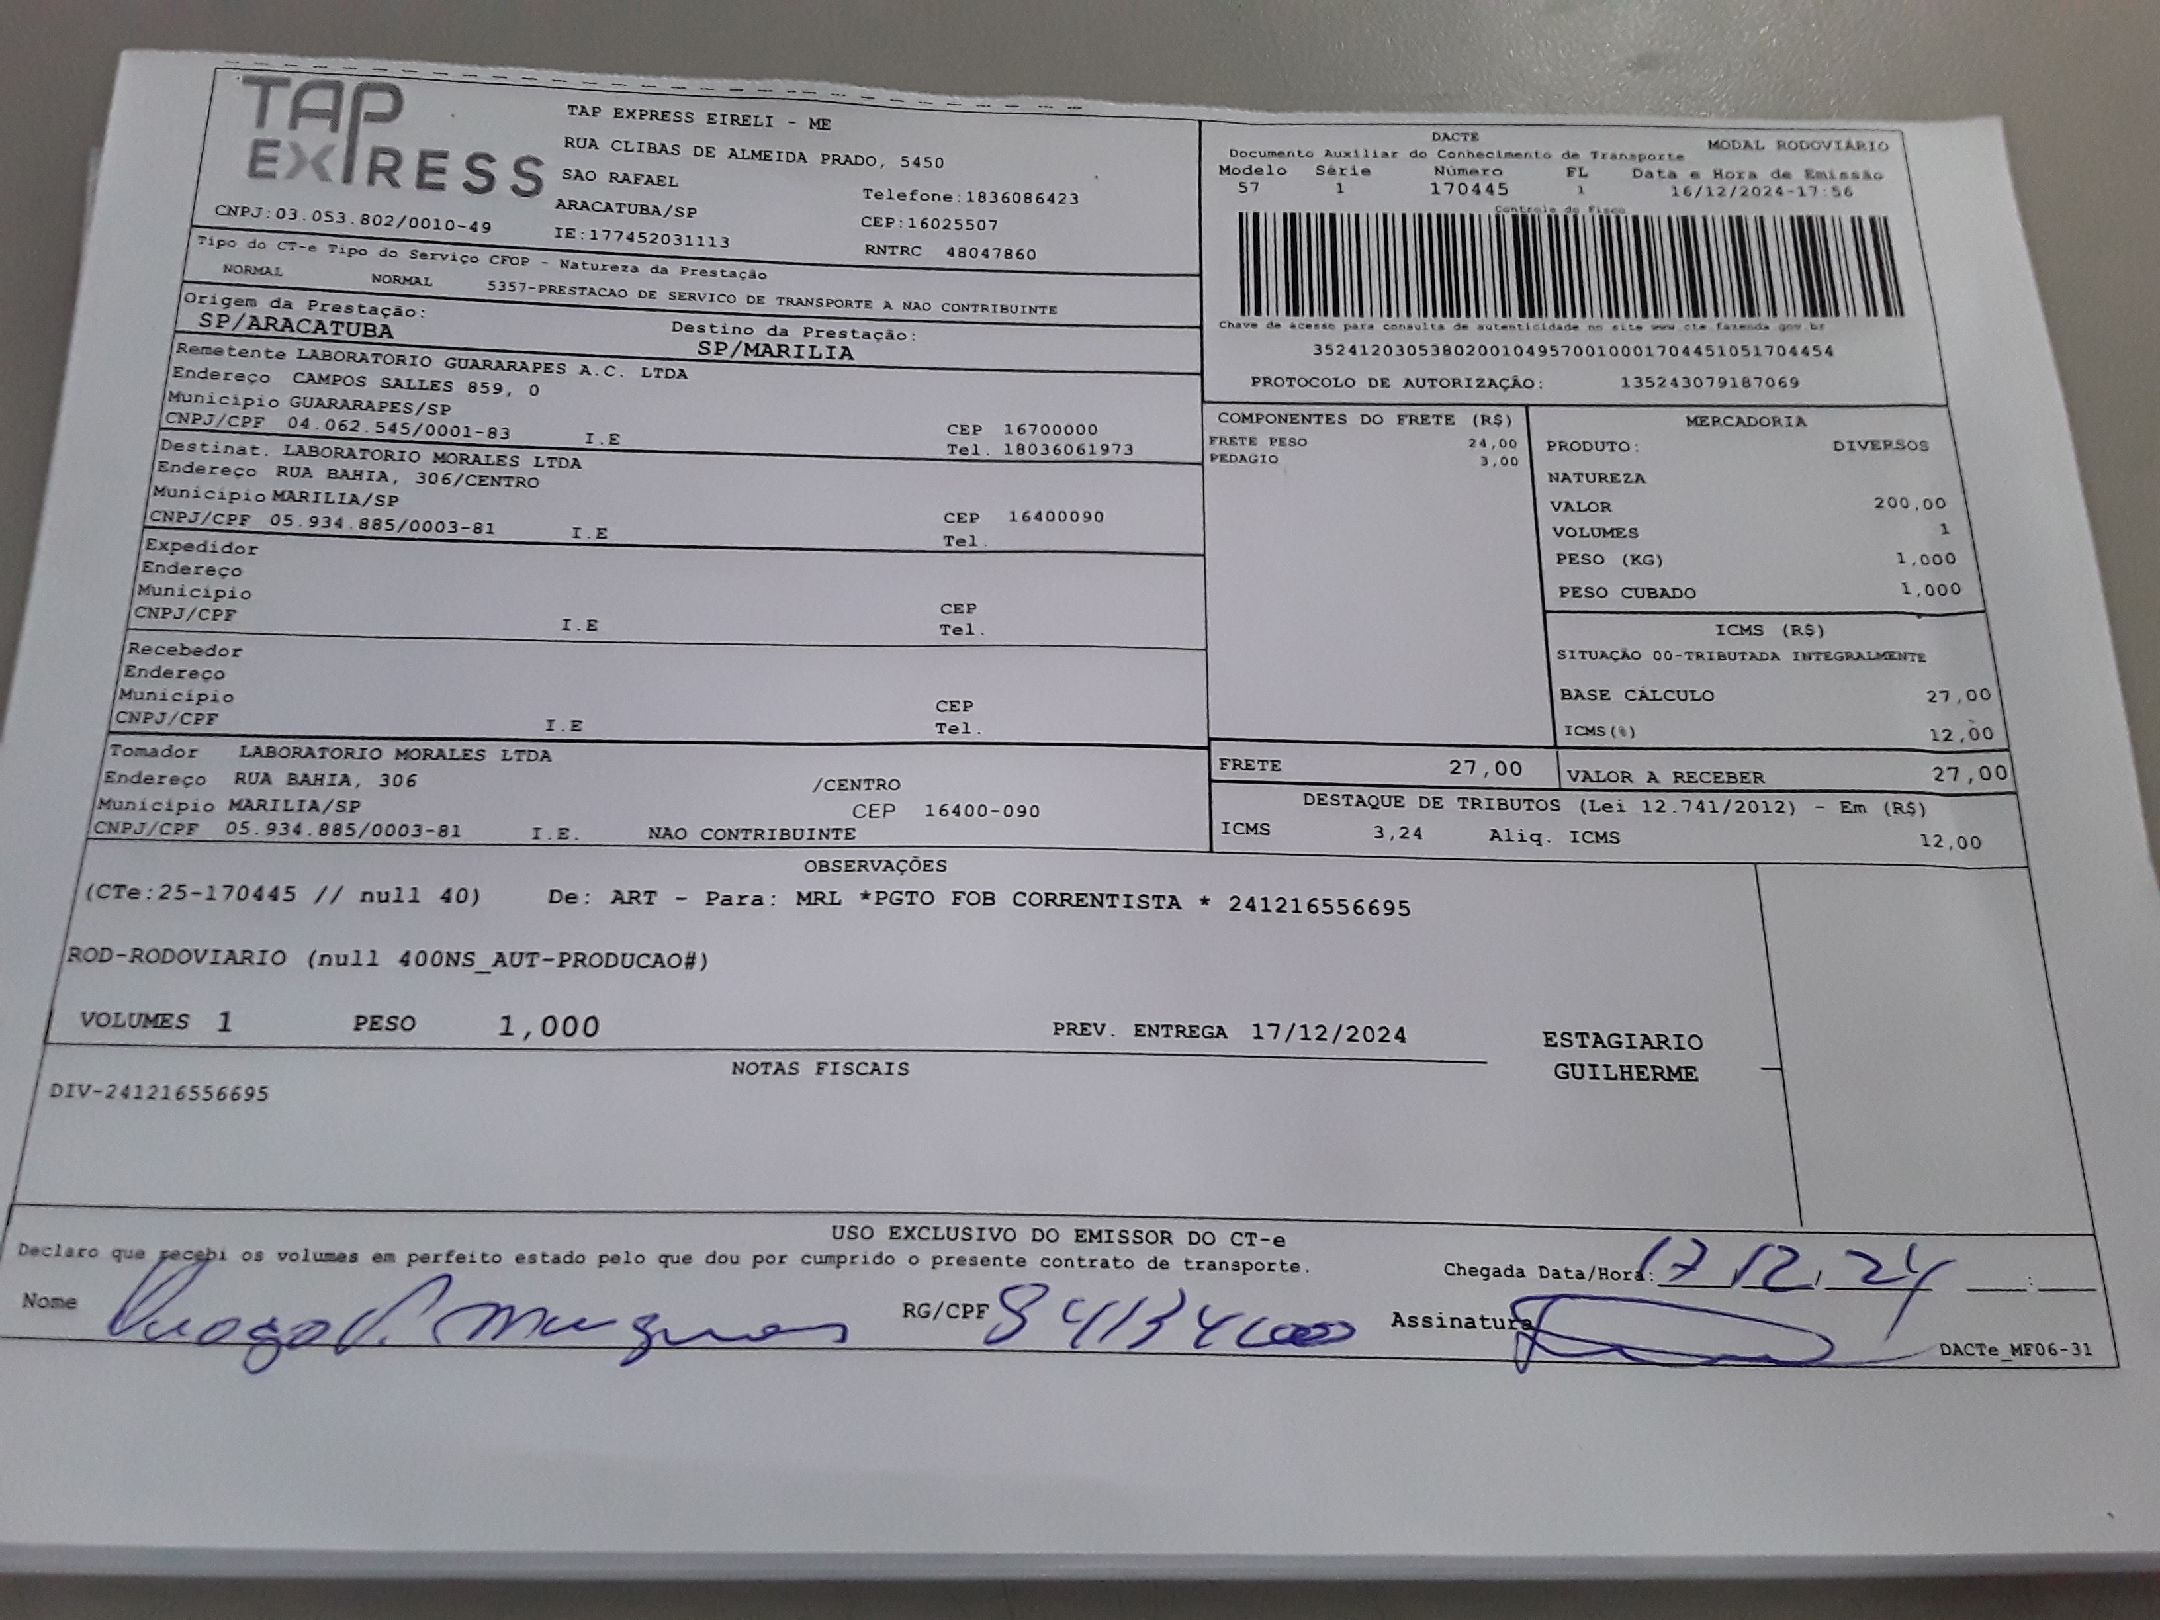 TAP
EXPRESS
TAP EXPRESS EIRELI - ME
RUA CLIBAS DE ALMEIDA PRADO, 5450
SAO RAFAEL
Telefone:1836086423
ARACATUBA/SP
CEP:16025507
CNPJ:03.053.802/0010-49
IE:177452031113
RNTRC 48047860
Tipo do CT-e Tipo do Serviço CFOP - Natureza da Prestação
NORMAL NORMAL 5357-PRESTACAO DE SERVICO DE TRANSPORTE A NAO CONTRIBUINTE
Origem da Prestação:
SP/ARACATUBA
Destino da Prestação:
SP/MARILIA
DACTE
MODAL RODOVIÁRIO
Documento Auxiliar do Conhecimento de Transporte
Modelo Série Número FL Data e Hora de Emissão
57 1 170445 1 16/12/2024-17:56
Controle do Fisco
Chave de acesso para consulta de autenticidade no site www.cte.fazenda.gov.br
35241203053802001049570010001704451051704454
PROTOCOLO DE AUTORIZAÇÃO: 135243079187069
Remetente LABORATORIO GUARARAPES A.C. LTDA
Endereço CAMPOS SALLES 859, 0
Município GUARARAPES/SP
CEP 16700000
CNPJ/CPF 04.062.545/0001-83 I.E
Tel. 18036061973
Destinat. LABORATORIO MORALES LTDA
Endereço RUA BAHIA, 306/CENTRO
Município MARILIA/SP
CEP 16400090
CNPJ/CPF 05.934.885/0003-81 I.E
Tel.
Expedidor
Endereço
Município
CEP
CNPJ/CPF I.E
Tel.
Recebedor
Endereço
Município
CEP
CNPJ/CPF I.E
Tel.
Tomador LABORATORIO MORALES LTDA
Endereço RUA BAHIA, 306 /CENTRO
Município MARILIA/SP CEP 16400-090
CNPJ/CPF 05.934.885/0003-81 I.E. NAO CONTRIBUINTE
COMPONENTES DO FRETE (R$)
FRETE PESO 24,00
PEDAGIO 3,00
MERCADORIA
PRODUTO: DIVERSOS
NATUREZA
VALOR 200,00
VOLUMES 1
PESO (KG) 1,000
PESO CUBADO 1,000
ICMS (R$)
SITUAÇÃO 00-TRIBUTADA INTEGRALMENTE
BASE CÁLCULO 27,00
ICMS(%) 12,00
FRETE 27,00
VALOR A RECEBER 27,00
DESTAQUE DE TRIBUTOS (Lei 12.741/2012) - Em (R$)
ICMS 3,24 Aliq. ICMS 12,00
OBSERVAÇÕES
(CTe:25-170445 // null 40) De: ART - Para: MRL *PGTO FOB CORRENTISTA * 241216556695
ROD-RODOVIARIO (null 400NS_AUT-PRODUCAO#)
VOLUMES 1 PESO 1,000 PREV. ENTREGA 17/12/2024
ESTAGIARIO
GUILHERME
NOTAS FISCAIS
DIV-241216556695
USO EXCLUSIVO DO EMISSOR DO CT-e
Declaro que recebi os volumes em perfeito estado pelo que dou por cumprido o presente contrato de transporte.
Chegada Data/Hora: 17 12 24 :
Nome
RG/CPF
Assinatura
DACTe_MF06-31